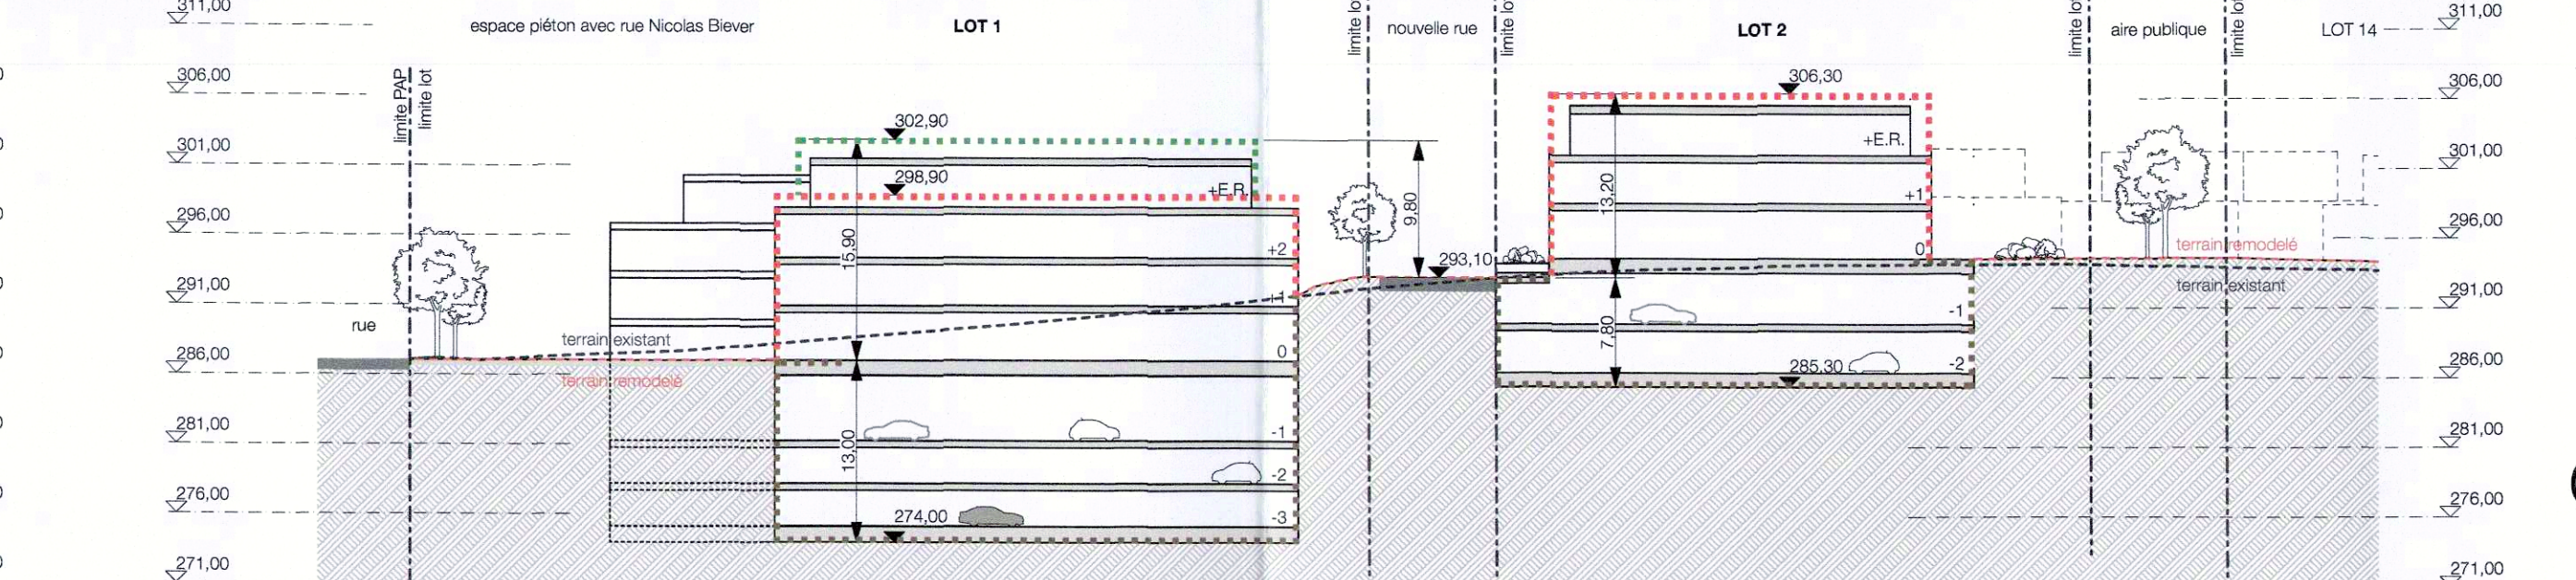 311,00
espace piéton avec rue Nicolas Biever
LOT 1
nouvelle rue
LOT 2
aire publique
LOT 14
311,00
limite PAP
limite lot
306,00
306,30
306,00
302,90
301,00
+E.R.
301,00
298,90
+E.R.
13,20
+1
9,80
296,00
296,00
15,90
+2
0
terrain remodelé
293,10
291,00
+1
terrain existant
291,00
-1
rue
terrain existant
0
7,80
286,00
285,30
-2
286,00
terrain remodelé
281,00
-1
281,00
13,00
-2
276,00
274,00
-3
276,00
271,00
271,00